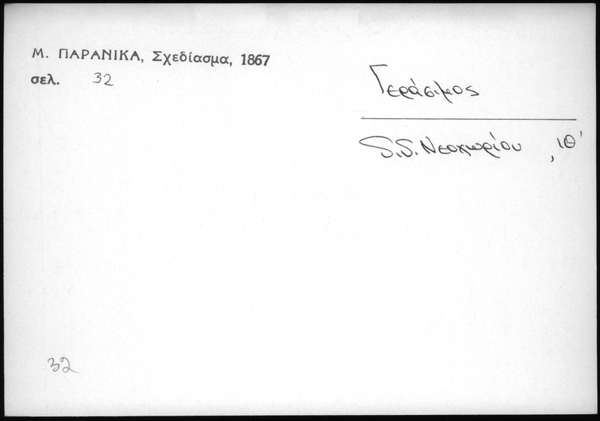 Μ. ΠΑΡΑΝΙΚΑ, Σχεδίασμα, 1867
σελ. 32
Γεράσιμος
δ.δ. Νεοχωρίου ,ιθ'
32